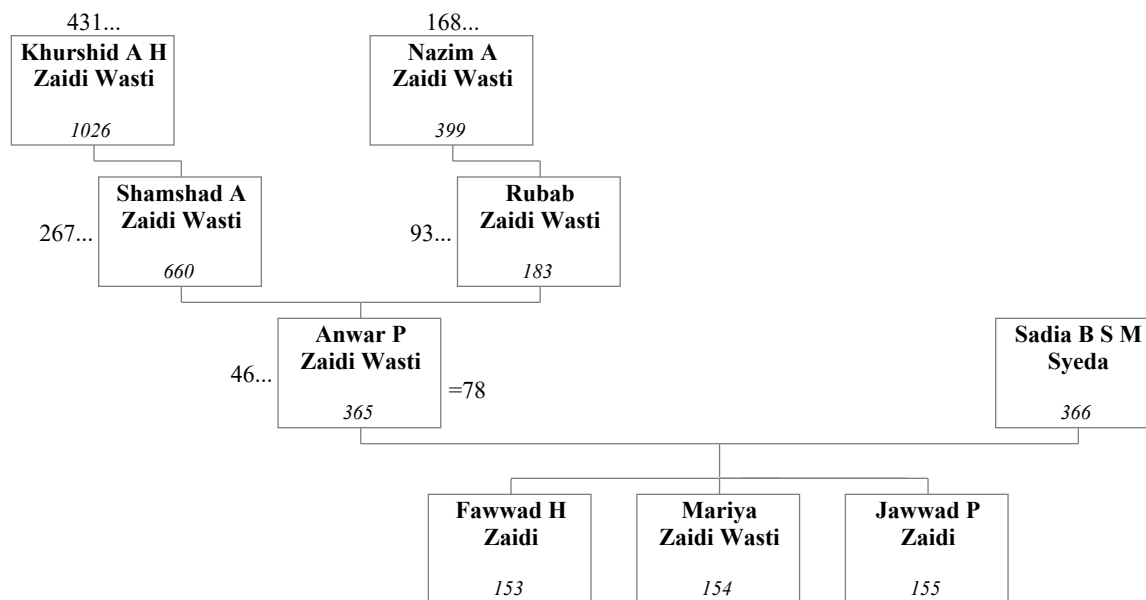 431...
168...
Khurshid A H
Zaidi Wasti
1026
Nazim A
Zaidi Wasti
399
267...
Shamshad A
Zaidi Wasti
660
93...
Rubab
Zaidi Wasti
183
46...
Anwar P
Zaidi Wasti
365
=78
Sadia B S M
Syeda
366
Fawwad H
Zaidi
153
Mariya
Zaidi Wasti
154
Jawwad P
Zaidi
155